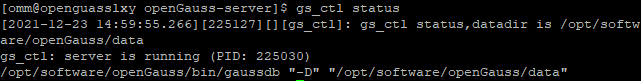 [omm@openguasslxy openGauss-server]$ gs_ctl status
[2021-12-23 14:59:55.266][225127][][gs_ctl]: gs_ctl status,datadir is /opt/softw
are/openGauss/data
gs_ctl: server is running (PID: 225030)
/opt/software/openGauss/bin/gaussdb "-D" "/opt/software/openGauss/data"